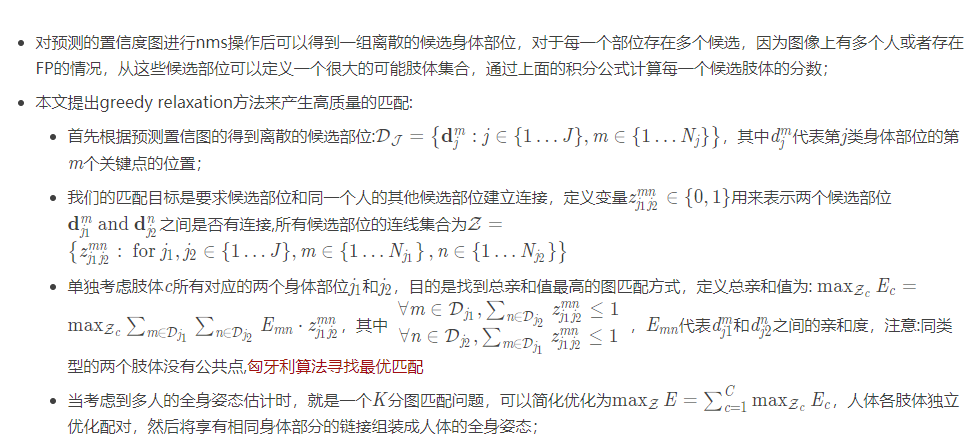 对预测的置信度图进行nms操作后可以得到一组离散的候选身体部位，对于每一个部位存在多个候选，因为图像上有多个人或者存在
FP的情况，从这些候选部位可以定义一个很大的可能肢体集合，通过上面的积分公式计算每一个候选肢体的分数；
本文提出greedy relaxation方法来产生高质量的匹配:
首先根据预测置信图的得到离散的候选部位:$\mathcal{D}_{\mathcal{J}} = \{\mathbf{d}_j^m : j \in \{1 \ldots J\}, m \in \{1 \ldots N_j\}\}$，其中$d_j^m$代表第$j$类身体部位的第
$m$个关键点的位置；
我们的匹配目标是要求候选部位和同一个人的其他候选部位建立连接，定义变量$z_{j_1 j_2}^{mn} \in \{0, 1\}$用来表示两个候选部位
$\mathbf{d}_{j_1}^m \text{ and } \mathbf{d}_{j_2}^n$之间是否有连接,所有候选部位的连线集合为$\mathcal{Z} =$
$\{z_{j_1 j_2}^{mn} : \text{ for } j_1, j_2 \in \{1 \ldots J\}, m \in \{1 \ldots N_{j_1}\}, n \in \{1 \ldots N_{j_2}\}\}$
单独考虑肢体$c$所有对应的两个身体部位$j_1$和$j_2$，目的是找到总亲和值最高的图匹配方式，定义总亲和值为: $\max_{\mathcal{Z}_c} E_c =$
$\max_{\mathcal{Z}_c} \sum_{m \in \mathcal{D}_{j_1}} \sum_{n \in \mathcal{D}_{j_2}} E_{mn} \cdot z_{j_1 j_2}^{mn}$，其中 $\begin{matrix} \forall m \in \mathcal{D}_{j_1}, \sum_{n \in \mathcal{D}_{j_2}} z_{j_1 j_2}^{mn} \leq 1 \\ \forall n \in \mathcal{D}_{j_2}, \sum_{m \in \mathcal{D}_{j_1}} z_{j_1 j_2}^{mn} \leq 1 \end{matrix}$ ，$E_{mn}$代表$d_{j_1}^m$和$d_{j_2}^n$之间的亲和度，注意:同类
型的两个肢体没有公共点,匈牙利算法寻找最优匹配
当考虑到多人的全身姿态估计时，就是一个$K$分图匹配问题，可以简化优化为$\max_{\mathcal{Z}} E = \sum_{c=1}^{C} \max_{\mathcal{Z}_c} E_c$，人体各肢体独立
优化配对，然后将享有相同身体部分的链接组装成人体的全身姿态；